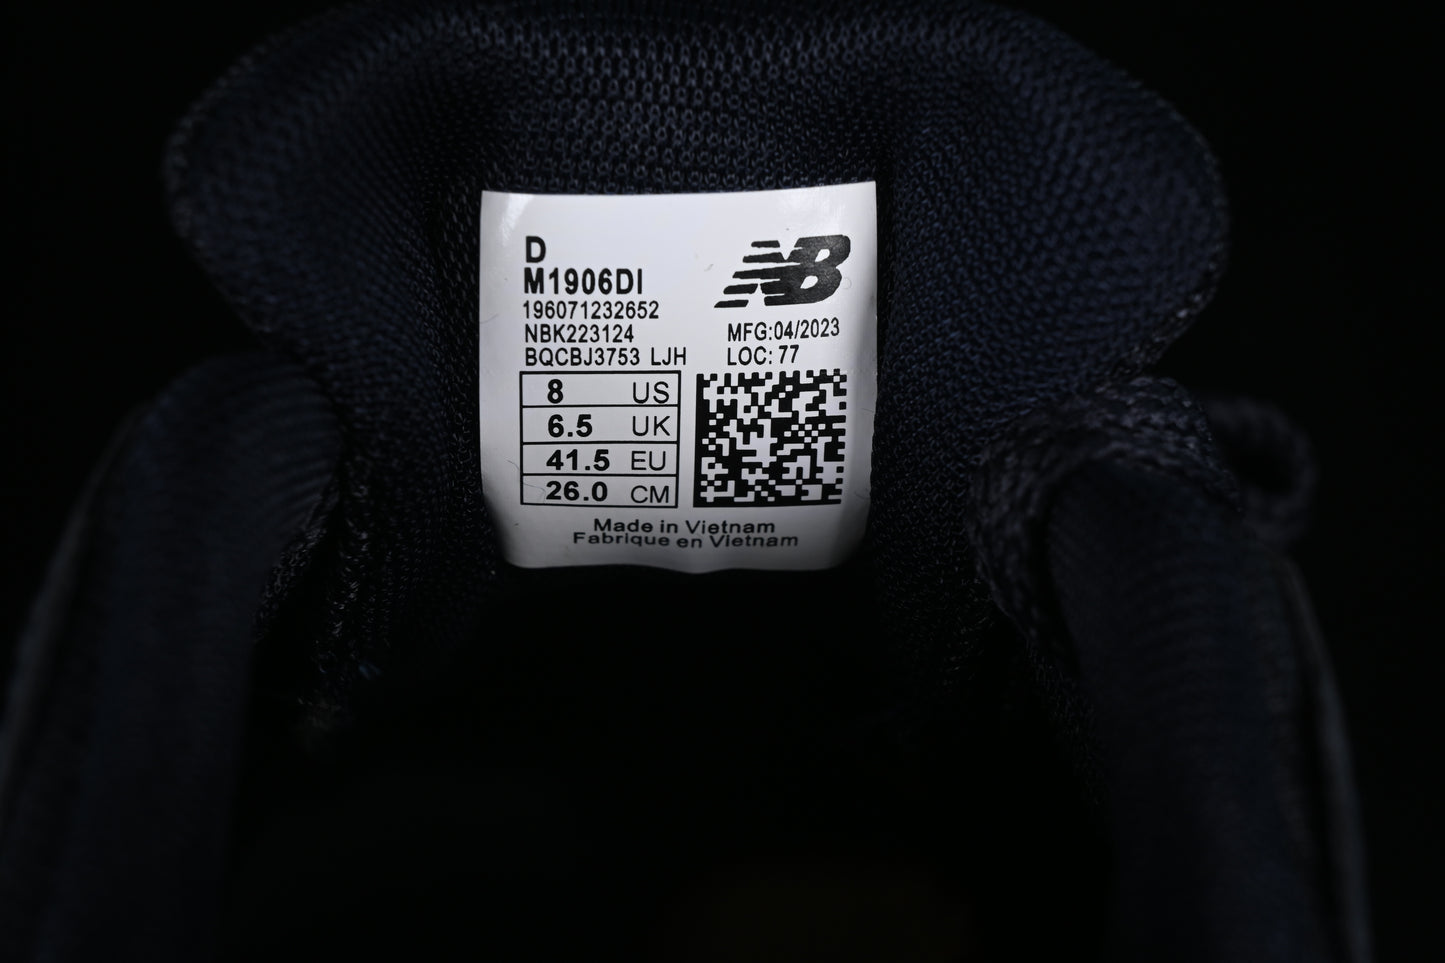 D
M1906DI
196071232652
NBK223124
BQCBJ3753 LJH
NB
MFG:04/2023
LOC: 77
8 US
6.5 UK
41.5 EU
26.0 CM
Made in Vietnam
Fabrique en Vietnam